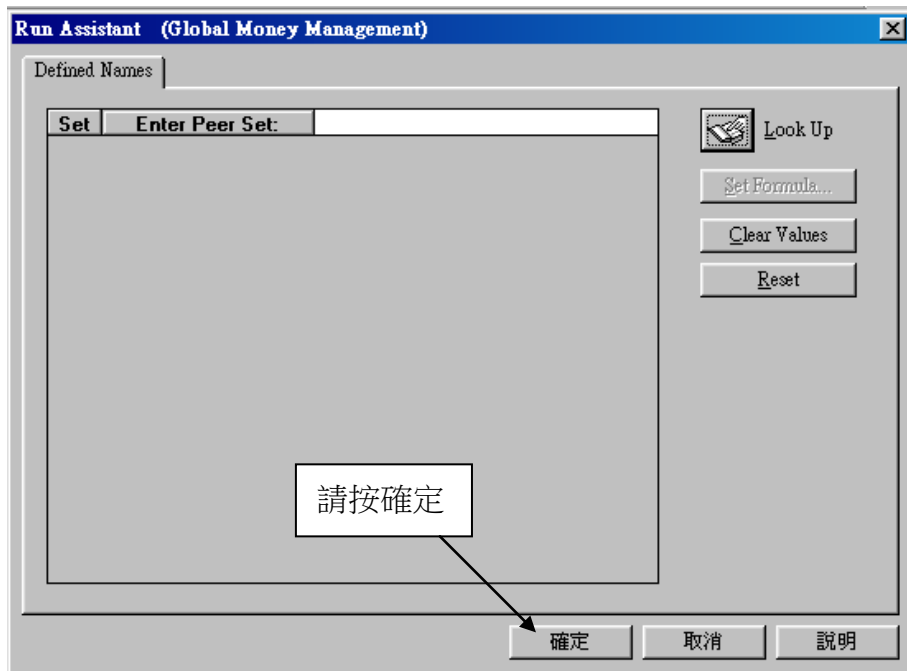 Run Assistant (Global Money Management)
Defined Names
Set Enter Peer Set:
Look Up
Set Formula...
Clear Values
Reset
請按確定
確定 取消 說明